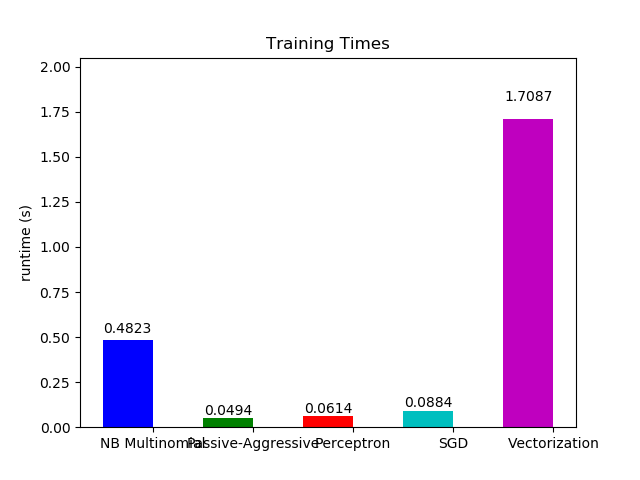 Training Times
runtime (s)
2.00
1.75
1.50
1.25
1.00
0.75
0.50
0.25
0.00
0.4823
0.0494
0.0614
0.0884
1.7087
NB Multinomial
Passive-Aggressive
Perceptron
SGD
Vectorization